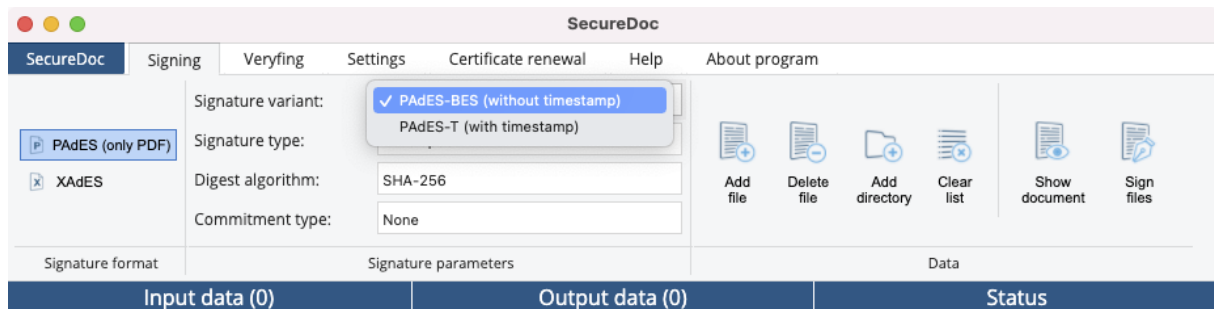 SecureDoc
SecureDoc Signing Veryfing Settings Certificate renewal Help About program
Signature variant:
✓ PAdES-BES (without timestamp)
PAdES-T (with timestamp)
PAdES (only PDF)
XAdES
Signature type:
Digest algorithm: SHA-256
Commitment type: None
Add file
Delete file
Add directory
Clear list
Show document
Sign files
Signature format Signature parameters Data
Input data (0) Output data (0) Status